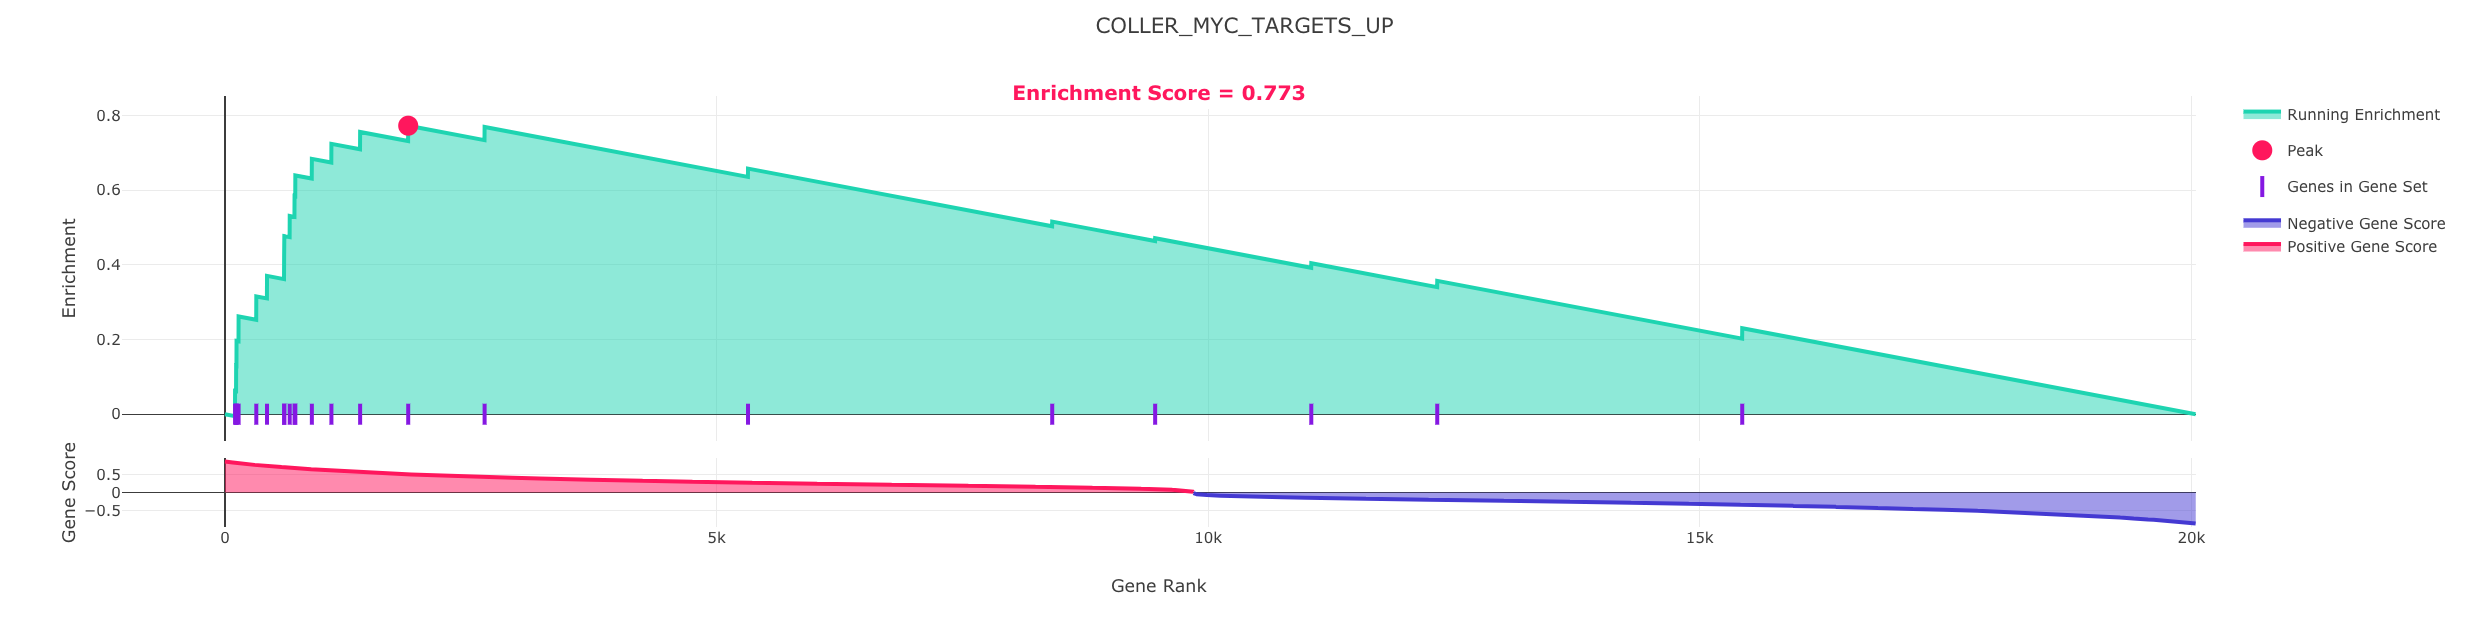 COLLER_MYC_TARGETS_UP
Enrichment Score = 0.773
Enrichment
0.8
0.6
0.4
0.2
0
Gene Score
0.5
0
−0.5
0 5k 10k 15k 20k
Gene Rank
Running Enrichment
Peak
Genes in Gene Set
Negative Gene Score
Positive Gene Score